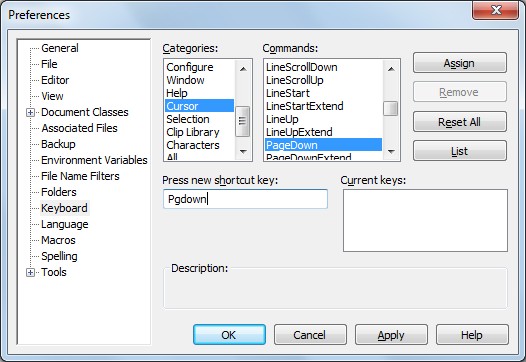 Preferences
General
File
Editor
View
Document Classes
Associated Files
Backup
Environment Variables
File Name Filters
Folders
Keyboard
Language
Macros
Spelling
Tools
Categories:
Configure
Window
Help
Cursor
Selection
Clip Library
Characters
All
Commands:
LineScrollDown
LineScrollUp
LineStart
LineStartExtend
LineUp
LineUpExtend
PageDown
PageDownExtend
Assign
Remove
Reset All
List
Press new shortcut key:
Pgdown
Current keys:
Description:
OK
Cancel
Apply
Help